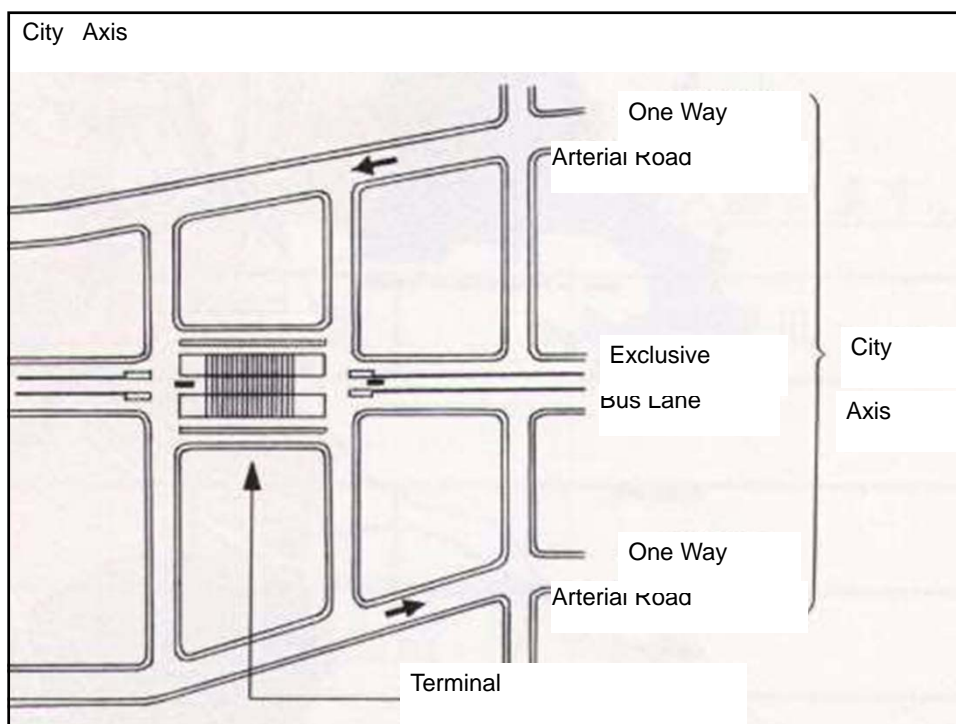 City Axis
One Way
Arterial Road
Exclusive
Bus Lane
City
Axis
One Way
Arterial Road
Terminal